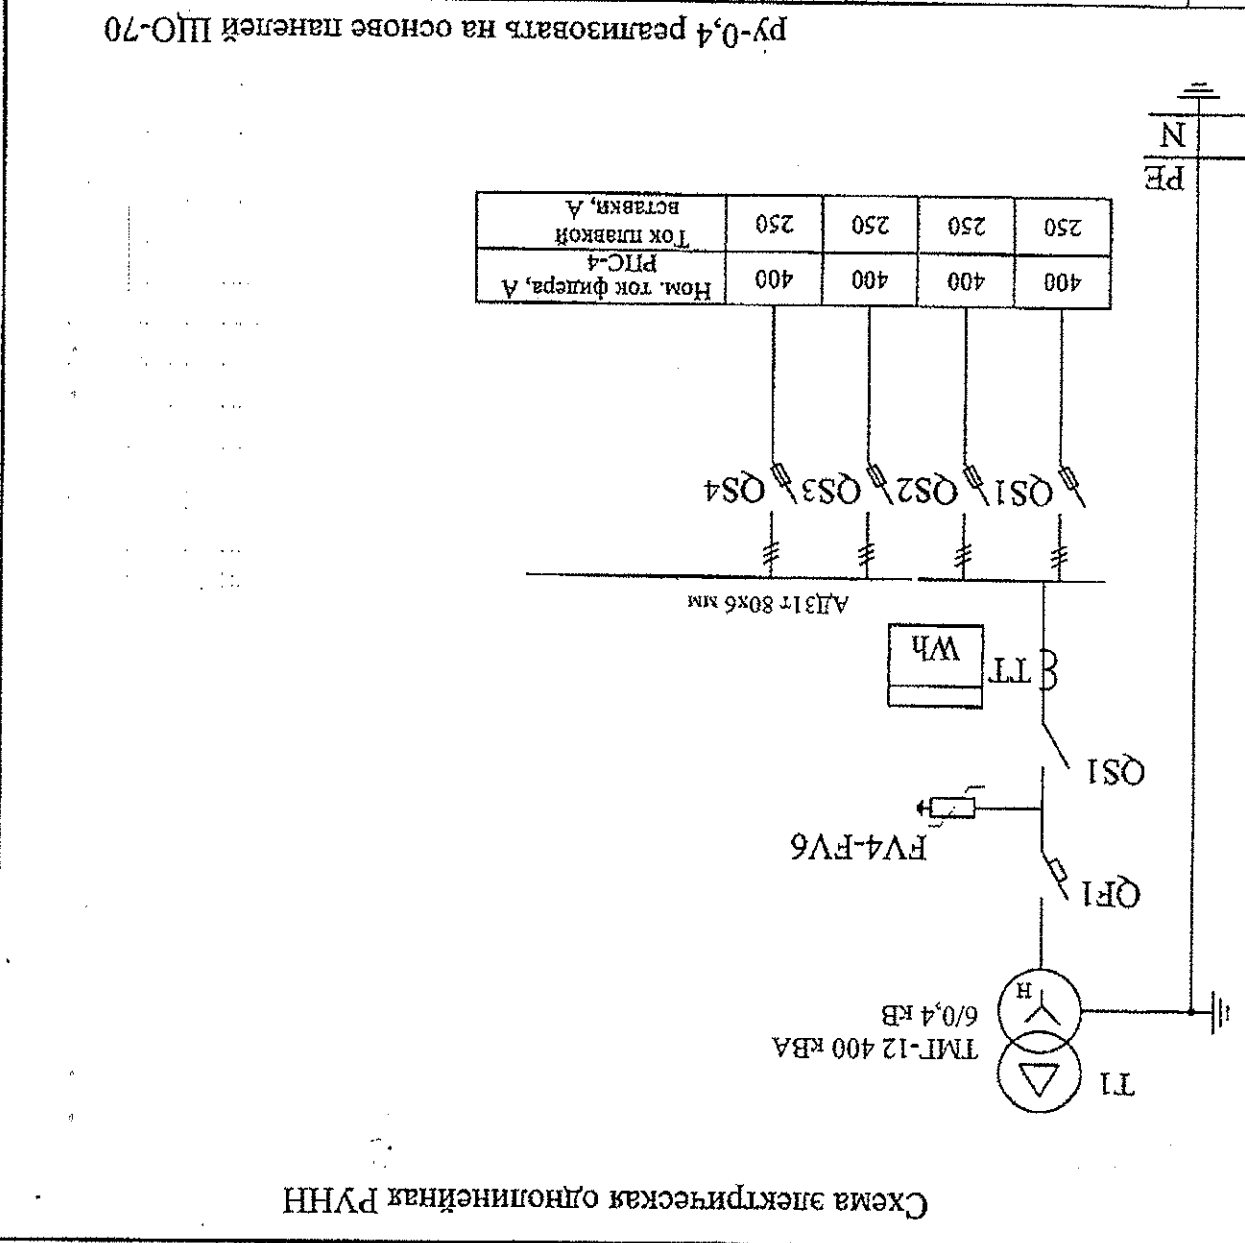 Схема электрическая однолинейная РУНН
Т1
ТМГ-12 400 кВА
6/0,4 кВ
Н
QF1
FV4-FV6
QS1
ТТ
Wh
АД31т 80х6 мм
QS1
QS2
QS3
QS4
400
400
400
400
Ном. ток фидера, А
РПС-4
250
250
250
250
Ток плавкой
вставки, А
PE
N
ру-0,4 реализовать на основе панелей ЩО-70